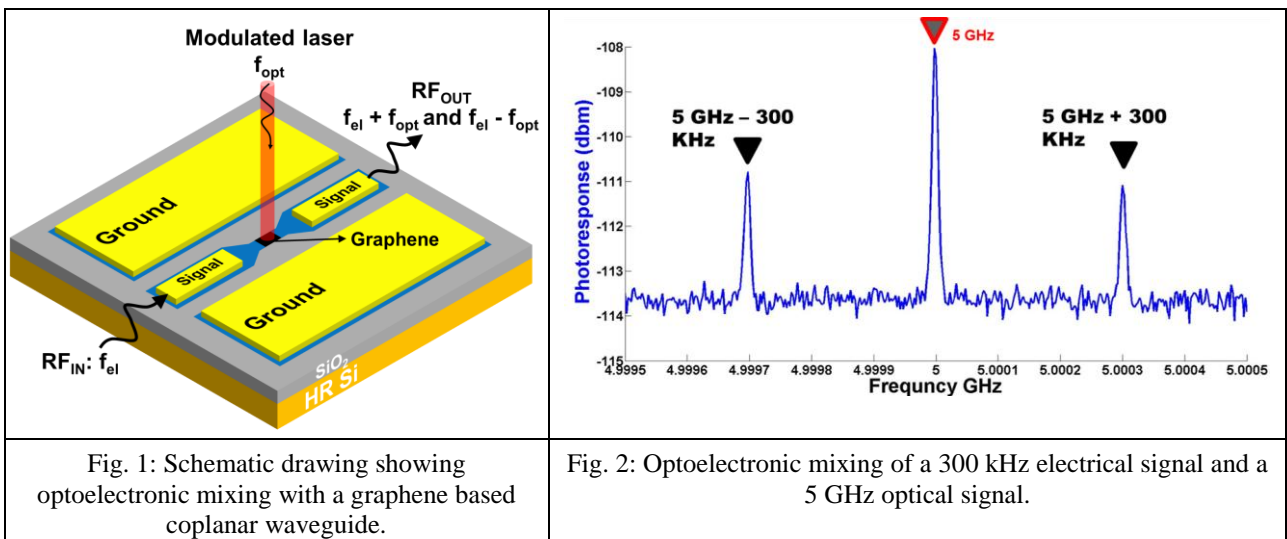 Modulated laser
f_opt
RF_OUT
f_el + f_opt and f_el - f_opt
Ground
Signal
Graphene
Signal
Ground
RF_IN: f_el
SiO₂
HR Si
Fig. 1: Schematic drawing showing
optoelectronic mixing with a graphene based
coplanar waveguide.
5 GHz
5 GHz – 300
KHz
5 GHz + 300
KHz
Photoresponse (dbm)
-108
-109
-110
-111
-112
-113
-114
-115
4.9995 4.9996 4.9997 4.9998 4.9999 5 5.0001 5.0002 5.0003 5.0004 5.0005
Frequncy GHz
Fig. 2: Optoelectronic mixing of a 300 kHz electrical signal and a
5 GHz optical signal.